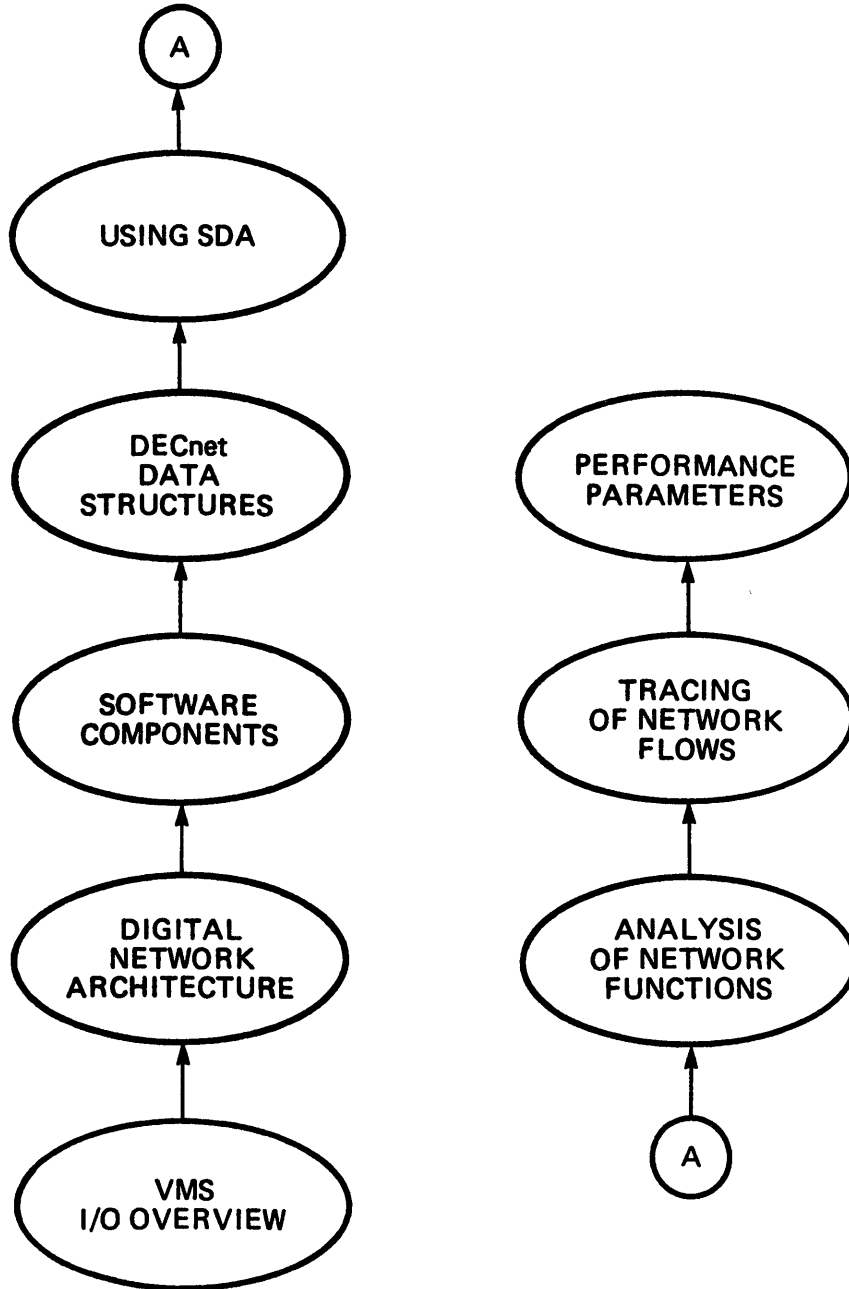 A
USING SDA
DECnet
DATA
STRUCTURES
SOFTWARE
COMPONENTS
DIGITAL
NETWORK
ARCHITECTURE
VMS
I/O OVERVIEW
PERFORMANCE
PARAMETERS
TRACING
OF NETWORK
FLOWS
ANALYSIS
OF NETWORK
FUNCTIONS
A